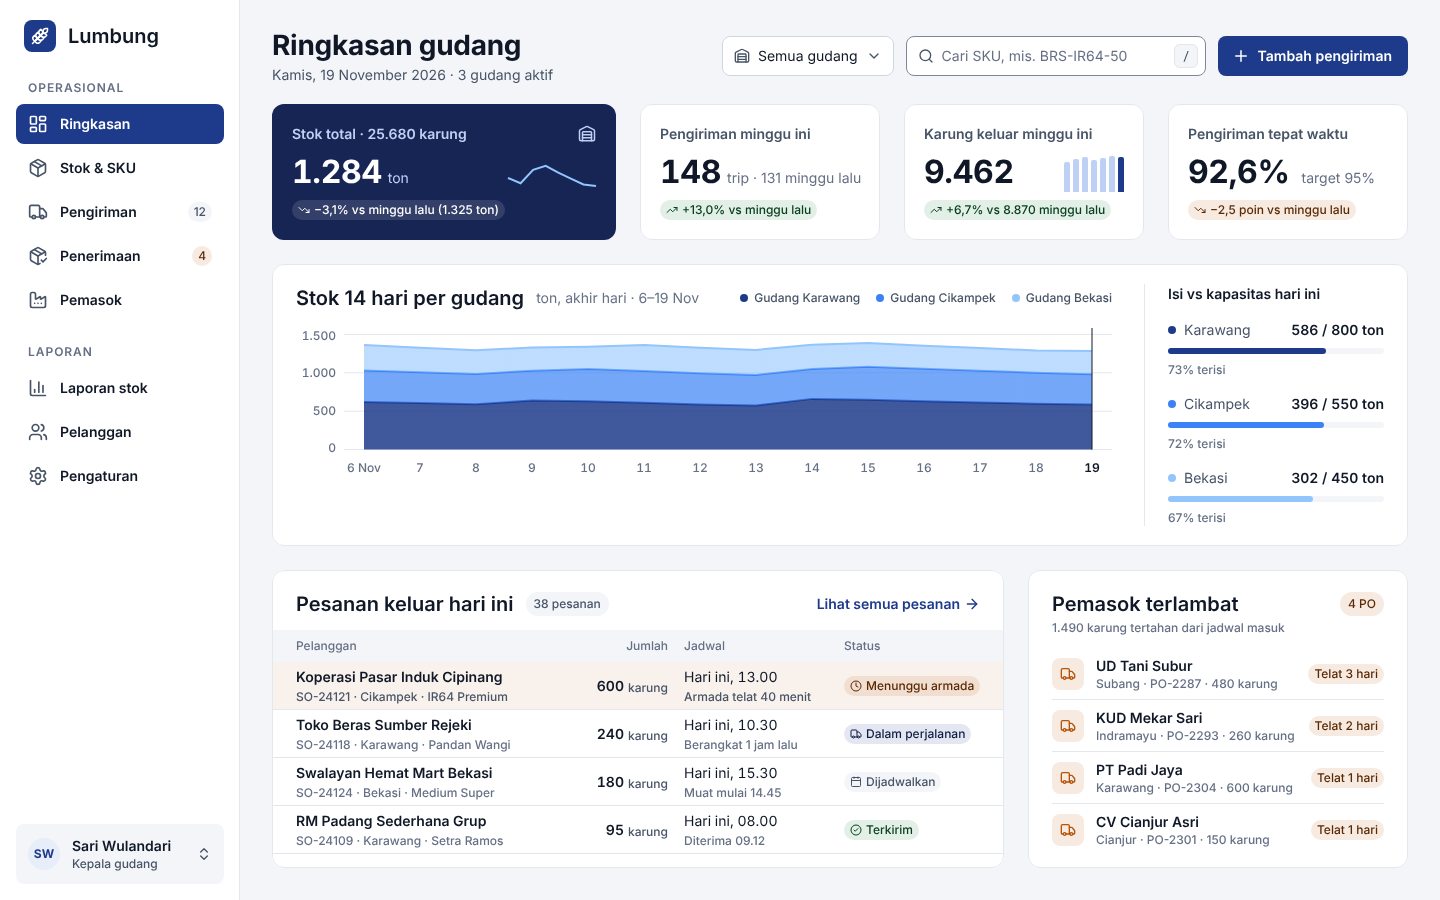 Lumbung
OPERASIONAL
Ringkasan
Stok & SKU
Pengiriman 12
Penerimaan 4
Pemasok
LAPORAN
Laporan stok
Pelanggan
Pengaturan
SW
Sari Wulandari
Kepala gudang
Ringkasan gudang
Kamis, 19 November 2026 · 3 gudang aktif
Semua gudang
Cari SKU, mis. BRS-IR64-50 /
Tambah pengiriman
Stok total · 25.680 karung
1.284 ton
−3,1% vs minggu lalu (1.325 ton)
Pengiriman minggu ini
148 trip · 131 minggu lalu
+13,0% vs minggu lalu
Karung keluar minggu ini
9.462
+6,7% vs 8.870 minggu lalu
Pengiriman tepat waktu
92,6% target 95%
−2,5 poin vs minggu lalu
Stok 14 hari per gudang ton, akhir hari · 6–19 Nov
Gudang Karawang Gudang Cikampek Gudang Bekasi
1.500
1.000
500
0
6 Nov 7 8 9 10 11 12 13 14 15 16 17 18 19
Isi vs kapasitas hari ini
Karawang 586 / 800 ton
73% terisi
Cikampek 396 / 550 ton
72% terisi
Bekasi 302 / 450 ton
67% terisi
Pesanan keluar hari ini 38 pesanan
Lihat semua pesanan
Pelanggan Jumlah Jadwal Status
Koperasi Pasar Induk Cipinang
SO-24121 · Cikampek · IR64 Premium
600 karung
Hari ini, 13.00
Armada telat 40 menit
Menunggu armada
Toko Beras Sumber Rejeki
SO-24118 · Karawang · Pandan Wangi
240 karung
Hari ini, 10.30
Berangkat 1 jam lalu
Dalam perjalanan
Swalayan Hemat Mart Bekasi
SO-24124 · Bekasi · Medium Super
180 karung
Hari ini, 15.30
Muat mulai 14.45
Dijadwalkan
RM Padang Sederhana Grup
SO-24109 · Karawang · Setra Ramos
95 karung
Hari ini, 08.00
Diterima 09.12
Terkirim
Pemasok terlambat 4 PO
1.490 karung tertahan dari jadwal masuk
UD Tani Subur
Subang · PO-2287 · 480 karung
Telat 3 hari
KUD Mekar Sari
Indramayu · PO-2293 · 260 karung
Telat 2 hari
PT Padi Jaya
Karawang · PO-2304 · 600 karung
Telat 1 hari
CV Cianjur Asri
Cianjur · PO-2301 · 150 karung
Telat 1 hari